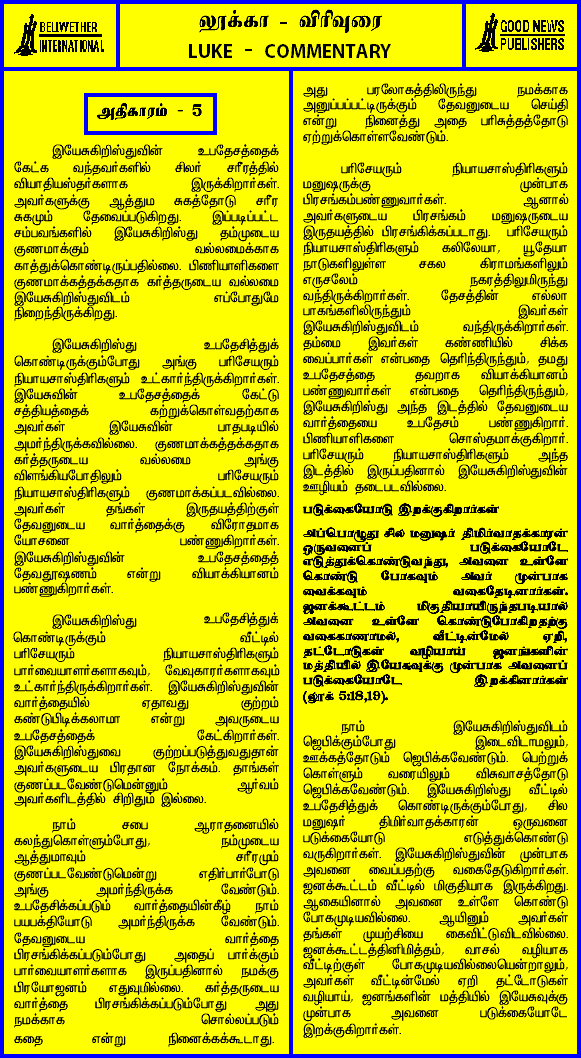 BELLWETHER
INTERNATIONAL
லூக்கா - விரிவுரை
LUKE - COMMENTARY
GOOD NEWS
PUBLISHERS
அதிகாரம் - 5
இயேசுகிறிஸ்துவின் உபதேசத்தைக்
கேட்க வந்தவர்களில் சிலர் சரீரத்தில்
வியாதியஸ்தர்களாக இருக்கிறார்கள்.
அவர்களுக்கு ஆத்தும சுகத்தோடு சரீர
சுகமும் தேவைப்படுகிறது. இப்படிப்பட்ட
சம்பவங்களில் இயேசுகிறிஸ்து தம்முடைய
குணமாக்கும் வல்லமைக்காக
காத்துக்கொண்டிருப்பதில்லை. பிணியாளிகளை
குணமாக்கத்தக்கதாக கர்த்தருடைய வல்லமை
இயேசுகிறிஸ்துவிடம் எப்போதுமே
நிறைந்திருக்கிறது.
இயேசுகிறிஸ்து உபதேசித்துக்
கொண்டிருக்கும்போது அங்கு பரிசேயரும்
நியாயசாஸ்திரிகளும் உட்கார்ந்திருக்கிறார்கள்.
இயேசுவின் உபதேசத்தைக் கேட்டு
சத்தியத்தைக் கற்றுக்கொள்வதற்காக
அவர்கள் இயேசுவின் பாதபடியில்
அமர்ந்திருக்கவில்லை. குணமாக்கத்தக்கதாக
கர்த்தருடைய வல்லமை அங்கு
விளங்கியபோதிலும் பரிசேயரும்
நியாயசாஸ்திரிகளும் குணமாக்கப்படவில்லை.
அவர்கள் தங்கள் இருதயத்திற்குள்
தேவனுடைய வார்த்தைக்கு விரோதமாக
யோசனை பண்ணுகிறார்கள்.
இயேசுகிறிஸ்துவின் உபதேசத்தைத்
தேவதூஷணம் என்று வியாக்கியானம்
பண்ணுகிறார்கள்.
இயேசுகிறிஸ்து உபதேசித்துக்
கொண்டிருக்கும் வீட்டில்
பரிசேயரும் நியாயசாஸ்திரிகளும்
பார்வையாளர்களாகவும், வேவுகாரர்களாகவும்
உட்கார்ந்திருக்கிறார்கள். இயேசுகிறிஸ்துவின்
வார்த்தையில் ஏதாவது குற்றம்
கண்டுபிடிக்கலாமா என்று அவருடைய
உபதேசத்தைக் கேட்கிறார்கள்.
இயேசுகிறிஸ்துவை குற்றப்படுத்துவதுதான்
அவர்களுடைய பிரதான நோக்கம். தாங்கள்
குணப்படவேண்டுமென்னும் ஆர்வம்
அவர்களிடத்தில் சிறிதும் இல்லை.
நாம் சபை ஆராதனையில்
கலந்துகொள்ளும்போது, நம்முடைய
ஆத்துமாவும் சரீரமும்
குணப்படவேண்டுமென்று எதிர்பார்போடு
அங்கு அமர்ந்திருக்க வேண்டும்.
உபதேசிக்கப்படும் வார்த்தையின்கீழ் நாம்
பயபக்தியோடு அமர்ந்திருக்க வேண்டும்.
தேவனுடைய வார்த்தை
பிரசங்கிக்கப்படும்போது அதைப் பார்க்கும்
பார்வையாளர்களாக இருப்பதினால் நமக்கு
பிரயோஜனம் எதுவுமில்லை. கர்த்தருடைய
வார்த்தை பிரசங்கிக்கப்படும்போது அது
நமக்காக சொல்லப்படும்
கதை என்று நினைக்கக்கூடாது.
அது பரலோகத்திலிருந்து நமக்காக
அனுப்பப்பட்டிருக்கும் தேவனுடைய செய்தி
என்று நினைத்து அதை பரிசுத்தத்தோடு
ஏற்றுக்கொள்ளவேண்டும்.
பரிசேயரும் நியாயசாஸ்திரிகளும்
மனுஷருக்கு முன்பாக
பிரசங்கம்பண்ணுவார்கள். ஆனால்
அவர்களுடைய பிரசங்கம் மனுஷருடைய
இருதயத்தில் பிரசங்கிக்கப்படாது. பரிசேயரும்
நியாயசாஸ்திரிகளும் கலிலேயா, யூதேயா
நாடுகளிலுள்ள சகல கிராமங்களிலும்
எருசலேம் நகரத்திலுமிருந்து
வந்திருக்கிறார்கள். தேசத்தின் எல்லா
பாகங்களிலிருந்தும் இவர்கள்
இயேசுகிறிஸ்துவிடம் வந்திருக்கிறார்கள்.
தம்மை இவர்கள் கண்ணியில் சிக்க
வைப்பார்கள் என்பதை தெரிந்திருந்தும், தமது
உபதேசத்தை தவறாக வியாக்கியானம்
பண்ணுவார்கள் என்பதை தெரிந்திருந்தும்,
இயேசுகிறிஸ்து அந்த இடத்தில் தேவனுடைய
வார்த்தையை உபதேசம் பண்ணுகிறார்.
பிணியாளிகளை சொஸ்தமாக்குகிறார்.
பரிசேயரும் நியாயசாஸ்திரிகளும் அந்த
இடத்தில் இருப்பதினால் இயேசுகிறிஸ்துவின்
ஊழியம் தடைபடவில்லை.
படுக்கையோடு இறக்குகிறார்கள்
அப்பொழுது சில மனுஷர் திமிர்வாதக்காரன்
ஒருவனைப் படுக்கையோடே
எடுத்துக்கொண்டுவந்து, அவனை உள்ளே
கொண்டு போகவும் அவர் முன்பாக
வைக்கவும் வகைதேடினார்கள்.
ஜனக்கூட்டம் மிகுதியாயிருந்தபடியால்
அவனை உள்ளே கொண்டுபோகிறதற்கு
வகைகாணாமல், வீட்டின்மேல் ஏறி,
தட்டோடுகள் வழியாய் ஜனங்களின்
மத்தியில் இயேசுவுக்கு முன்பாக அவனைப்
படுக்கையோடே இறக்கினார்கள்
(லூக் 5:18,19).
நாம் இயேசுகிறிஸ்துவிடம்
ஜெபிக்கும்போது இடைவிடாமலும்,
ஊக்கத்தோடும் ஜெபிக்கவேண்டும். பெற்றுக்
கொள்ளும் வரையிலும் விசுவாசத்தோடு
ஜெபிக்கவேண்டும். இயேசுகிறிஸ்து வீட்டில்
உபதேசித்துக் கொண்டிருக்கும்போது, சில
மனுஷர் திமிர்வாதக்காரன் ஒருவனை
படுக்கையோடு எடுத்துக்கொண்டு
வருகிறார்கள். இயேசுகிறிஸ்துவின் முன்பாக
அவனை வைப்பதற்கு வகைதேடுகிறார்கள்.
ஜனக்கூட்டம் வீட்டில் மிகுதியாக இருக்கிறது.
ஆகையினால் அவனை உள்ளே கொண்டு
போகமுடியவில்லை. ஆயினும் அவர்கள்
தங்கள் முயற்சியை கைவிட்டுவிடவில்லை.
ஜனக்கூட்டத்தினிமித்தம், வாசல் வழியாக
வீட்டிற்குள் போகமுடியவில்லையென்றாலும்,
அவர்கள் வீட்டின்மேல் ஏறி தட்டோடுகள்
வழியாய், ஜனங்களின் மத்தியில் இயேசுவுக்கு
முன்பாக அவனை படுக்கையோடே
இறக்குகிறார்கள்.